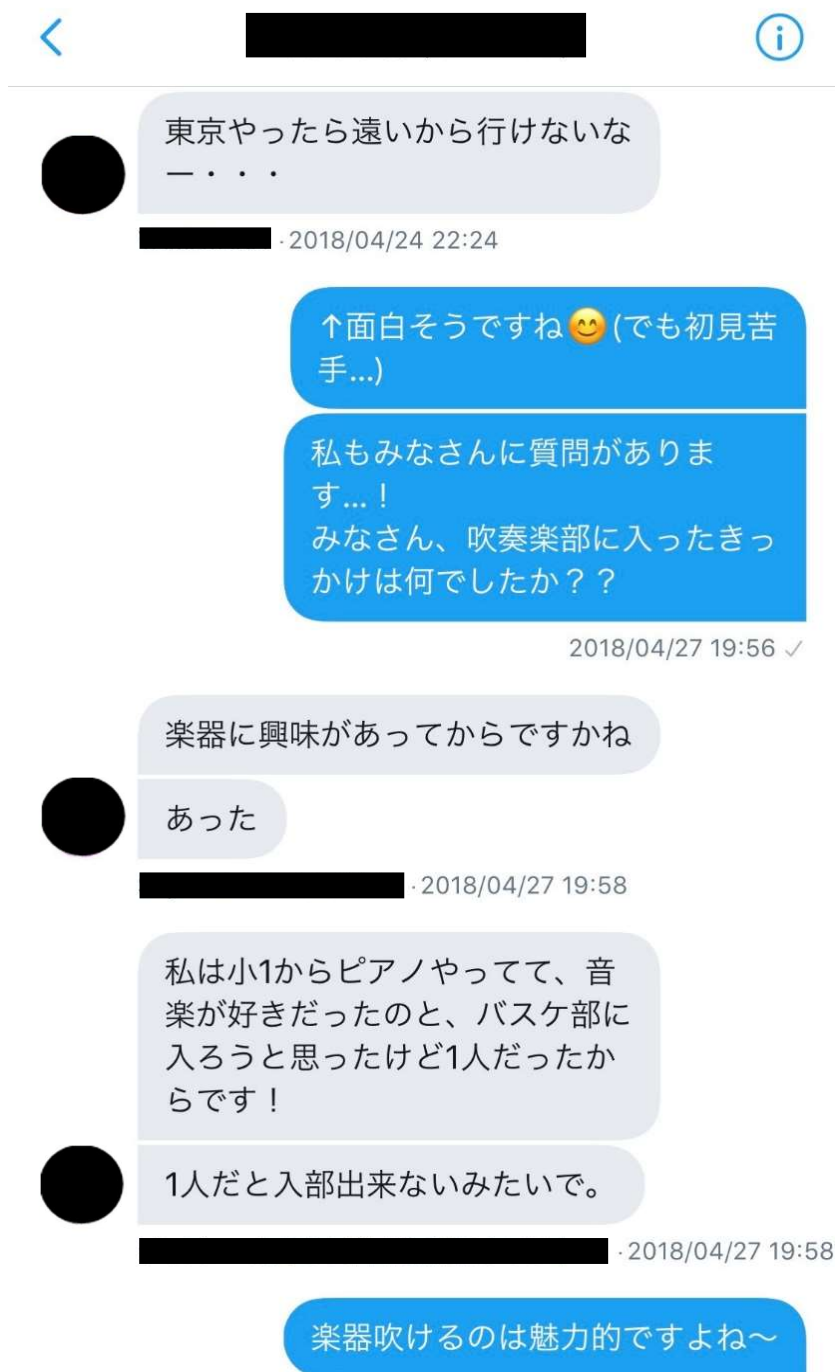 東京やったら遠いから行けないな
ー・・・
· 2018/04/24 22:24
↑面白そうですね😊(でも初見苦
手...)
私もみなさんに質問がありま
す...！
みなさん、吹奏楽部に入ったきっ
かけは何でしたか？？
2018/04/27 19:56 ✓
楽器に興味があってからですかね
あった
· 2018/04/27 19:58
私は小1からピアノやってて、音
楽が好きだったのと、バスケ部に
入ろうと思ったけど1人だったか
らです！
1人だと入部出来ないみたいで。
· 2018/04/27 19:58
楽器吹けるのは魅力的ですよね〜